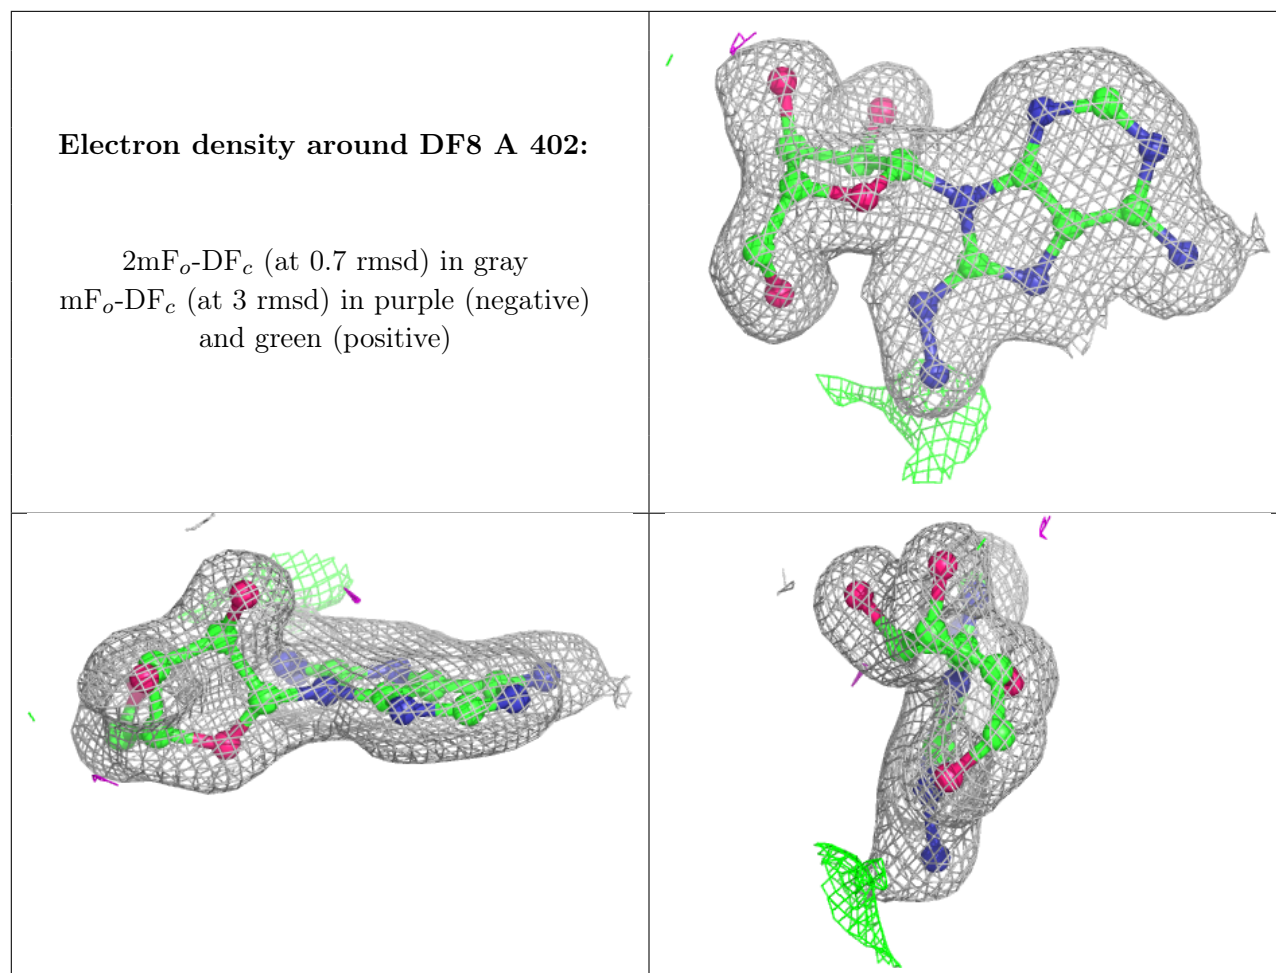 Electron density around DF8 A 402:
2mFo-DFc (at 0.7 rmsd) in gray
mFo-DFc (at 3 rmsd) in purple (negative)
and green (positive)